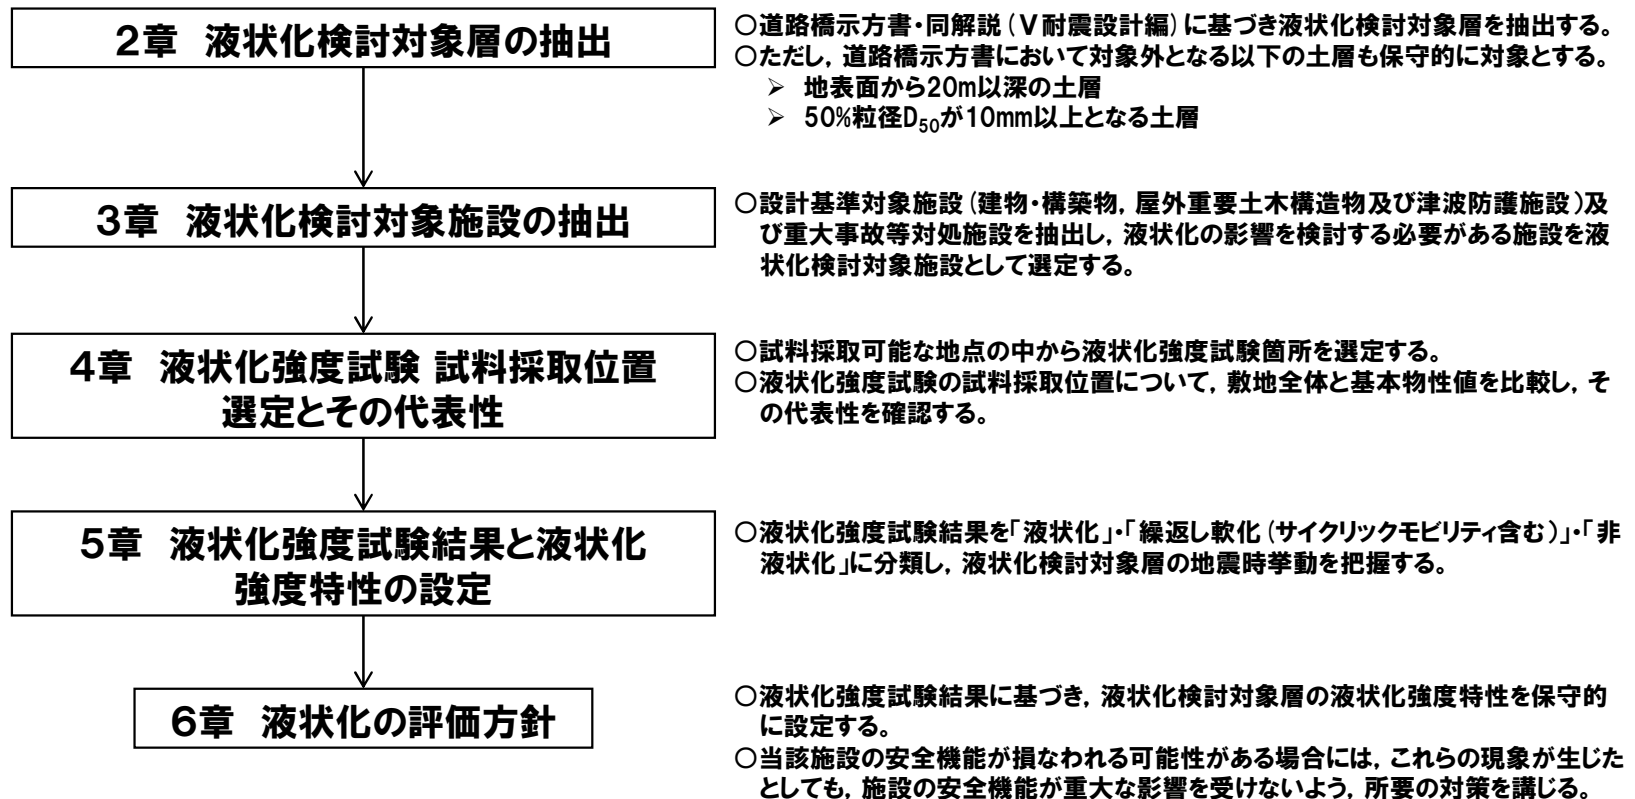 2章 液状化検討対象層の抽出
○道路橋示方書・同解説(Ⅴ耐震設計編)に基づき液状化検討対象層を抽出する。
○ただし,道路橋示方書において対象外となる以下の土層も保守的に対象とする。
➢ 地表面から20m以深の土層
➢ 50%粒径D50が10mm以上となる土層
3章 液状化検討対象施設の抽出
○設計基準対象施設(建物・構築物,屋外重要土木構造物及び津波防護施設)及
び重大事故等対処施設を抽出し,液状化の影響を検討する必要がある施設を液
状化検討対象施設として選定する。
4章 液状化強度試験 試料採取位置
選定とその代表性
○試料採取可能な地点の中から液状化強度試験箇所を選定する。
○液状化強度試験の試料採取位置について,敷地全体と基本物性値を比較し,そ
の代表性を確認する。
5章 液状化強度試験結果と液状化
強度特性の設定
○液状化強度試験結果を「液状化」・「繰返し軟化(サイクリックモビリティ含む)」・「非
液状化」に分類し,液状化検討対象層の地震時挙動を把握する。
6章 液状化の評価方針
○液状化強度試験結果に基づき,液状化検討対象層の液状化強度特性を保守的
に設定する。
○当該施設の安全機能が損なわれる可能性がある場合には,これらの現象が生じた
としても,施設の安全機能が重大な影響を受けないよう,所要の対策を講じる。